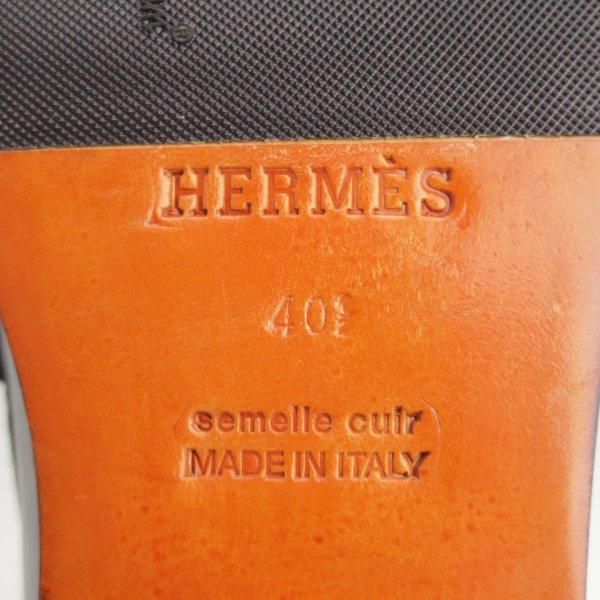 HERMÈS
40½
semelle cuir
MADE IN ITALY